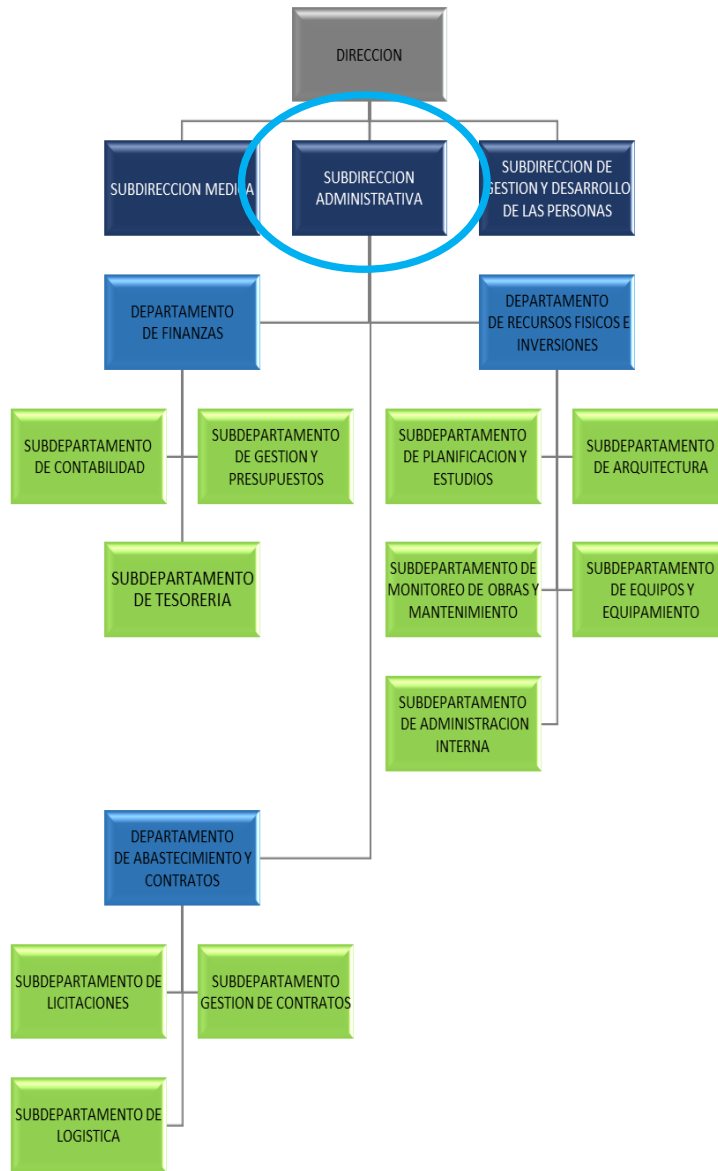 DIRECCION
SUBDIRECCION MEDICA
SUBDIRECCION
ADMINISTRATIVA
SUBDIRECCION DE
GESTION Y DESARROLLO
DE LAS PERSONAS
DEPARTAMENTO
DE FINANZAS
DEPARTAMENTO
DE RECURSOS FISICOS E
INVERSIONES
SUBDEPARTAMENTO
DE CONTABILIDAD
SUBDEPARTAMENTO
DE GESTION Y
PRESUPUESTOS
SUBDEPARTAMENTO
DE PLANIFICACION Y
ESTUDIOS
SUBDEPARTAMENTO
DE ARQUITECTURA
SUBDEPARTAMENTO
DE TESORERIA
SUBDEPARTAMENTO DE
MONITOREO DE OBRAS Y
MANTENIMIENTO
SUBDEPARTAMENTO
DE EQUIPOS Y
EQUIPAMIENTO
SUBDEPARTAMENTO
DE ADMINISTRACION
INTERNA
DEPARTAMENTO
DE ABASTECIMIENTO Y
CONTRATOS
SUBDEPARTAMENTO DE
LICITACIONES
SUBDEPARTAMENTO
GESTION DE CONTRATOS
SUBDEPARTAMENTO DE
LOGISTICA